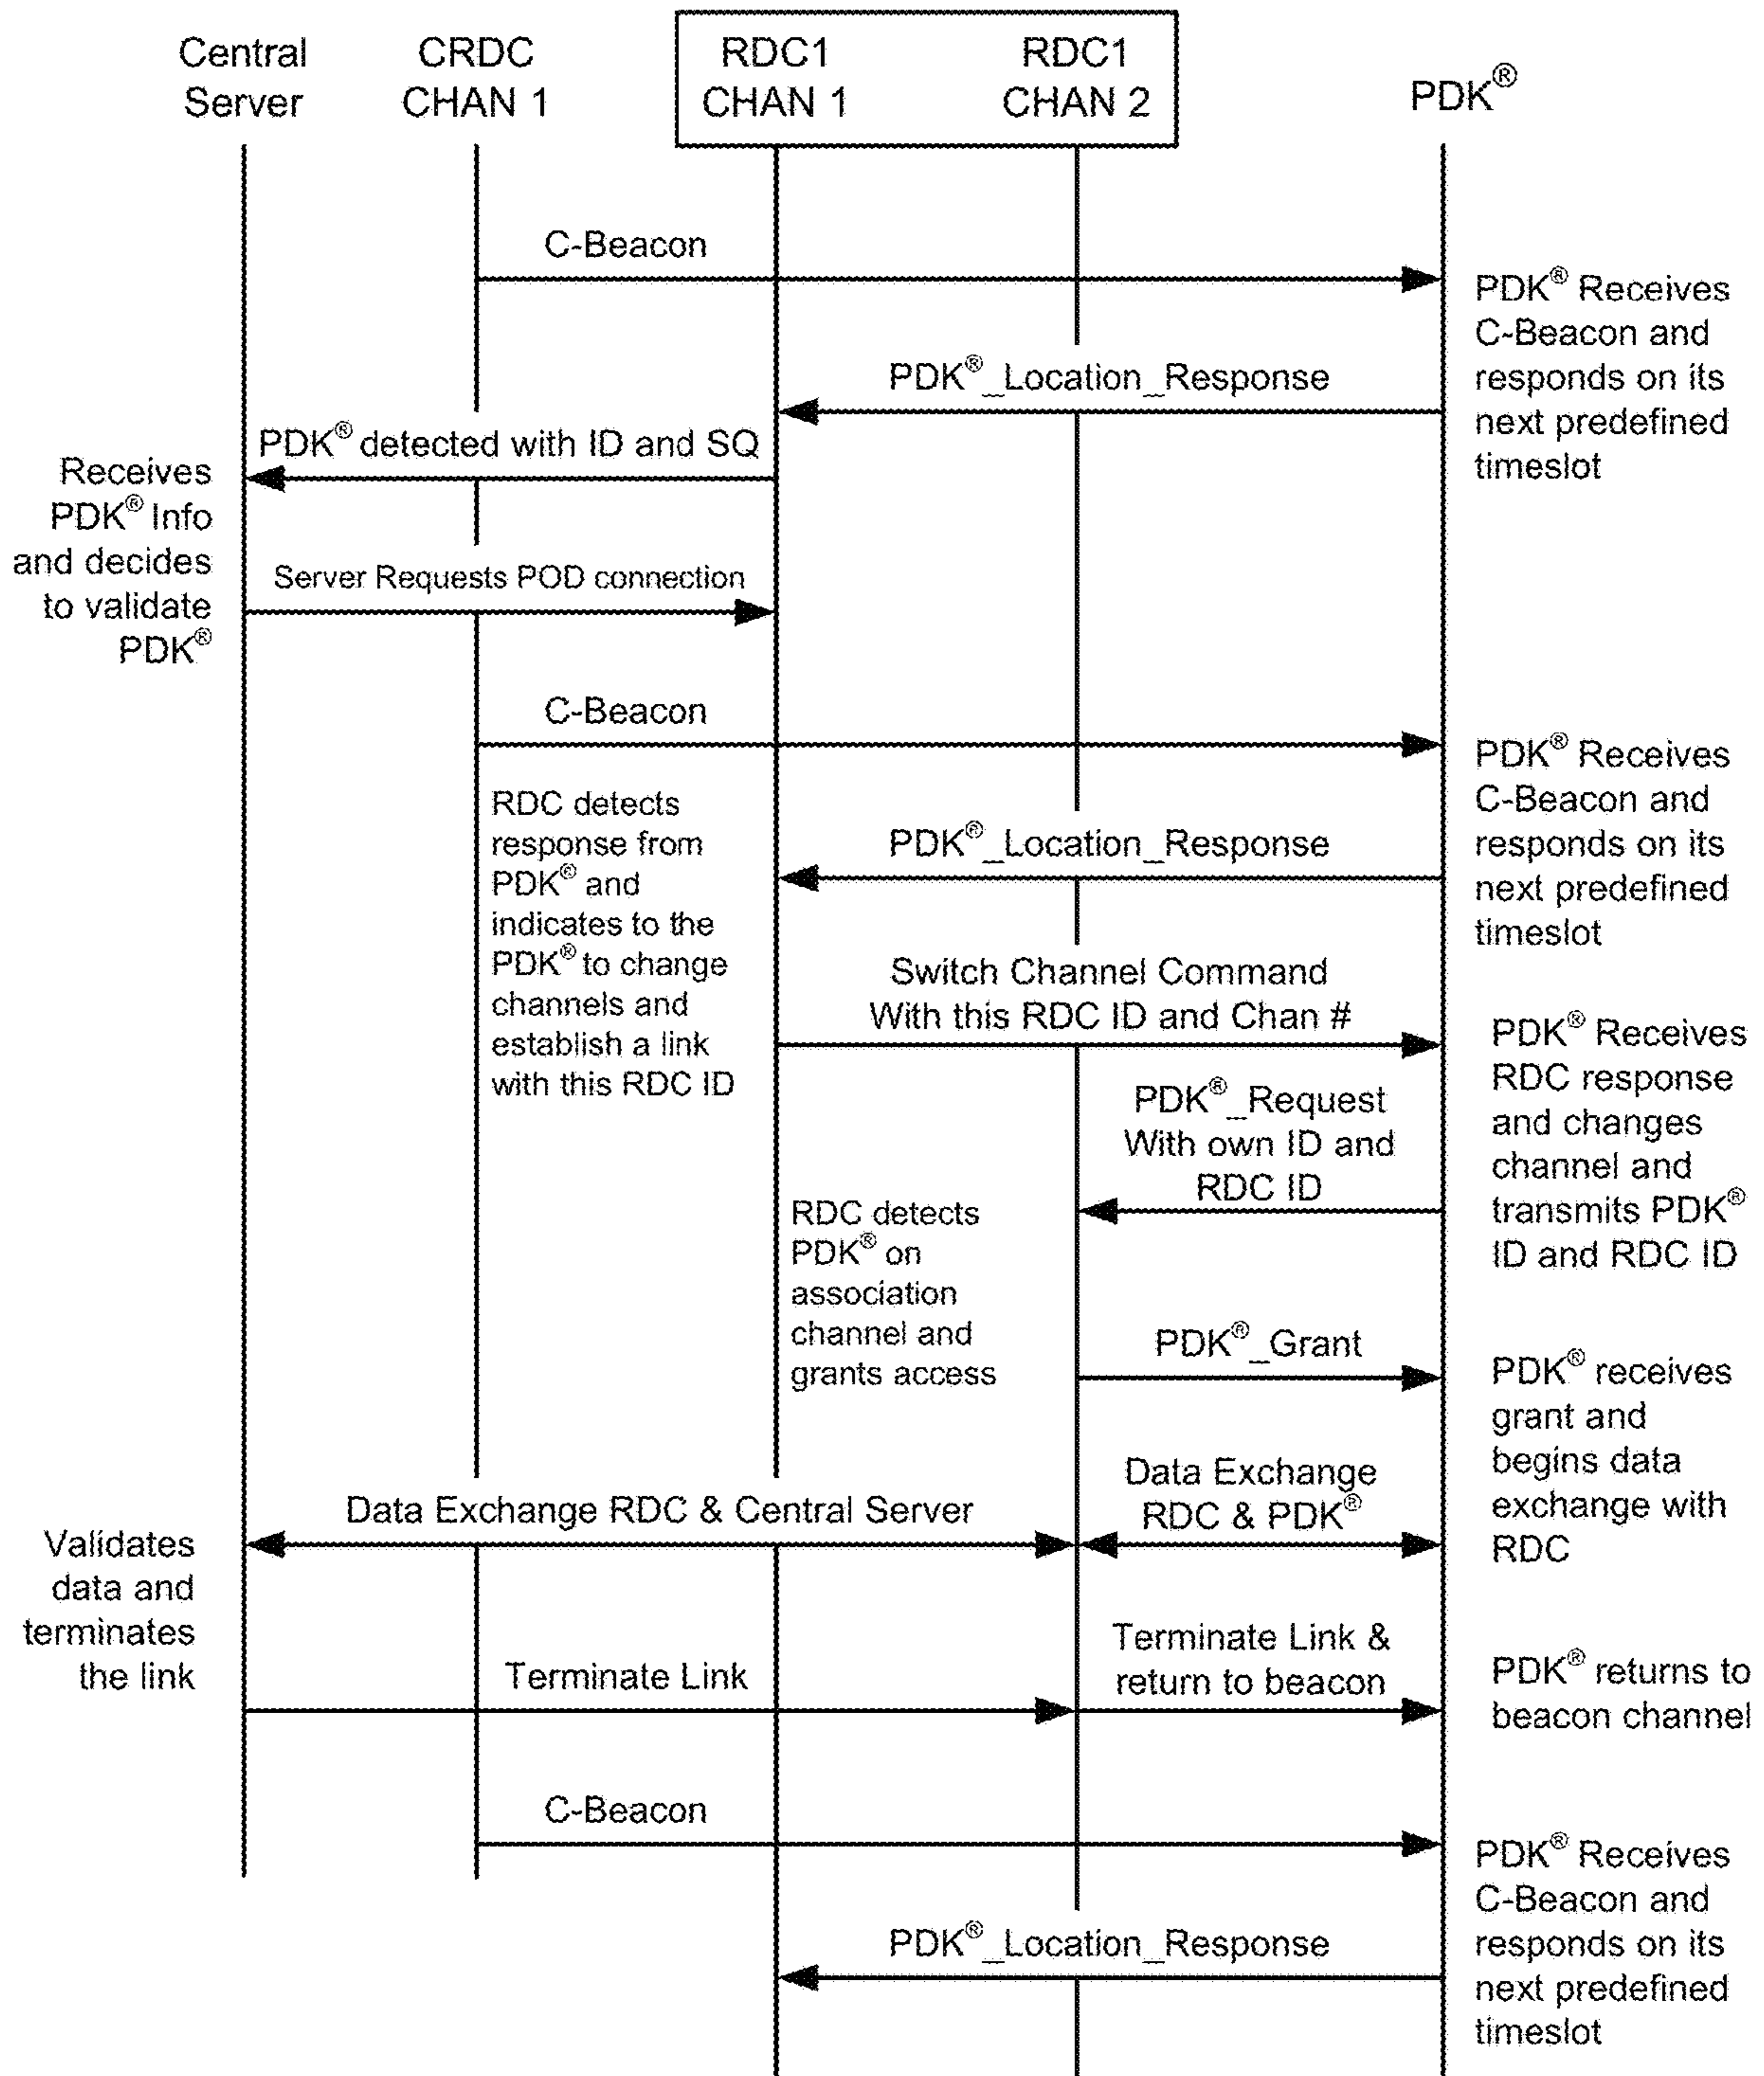 Central
Server
CRDC
CHAN 1
RDC1
CHAN 1
RDC1
CHAN 2
PDK®
C-Beacon
PDK® Receives
C-Beacon and
responds on its
next predefined
timeslot
PDK®_Location_Response
PDK® detected with ID and SQ
Receives
PDK® Info
and decides
to validate
PDK®
Server Requests POD connection
C-Beacon
PDK® Receives
C-Beacon and
responds on its
next predefined
timeslot
RDC detects
response from
PDK® and
indicates to the
PDK® to change
channels and
establish a link
with this RDC ID
PDK®_Location_Response
Switch Channel Command
With this RDC ID and Chan #
PDK® Receives
RDC response
and changes
channel and
transmits PDK®
ID and RDC ID
PDK®_Request
With own ID and
RDC ID
RDC detects
PDK® on
association
channel and
grants access
PDK®_Grant
PDK® receives
grant and
begins data
exchange with
RDC
Data Exchange RDC & Central Server
Data Exchange
RDC & PDK®
Validates
data and
terminates
the link
Terminate Link
Terminate Link &
return to beacon
PDK® returns to
beacon channel
C-Beacon
PDK® Receives
C-Beacon and
responds on its
next predefined
timeslot
PDK®_Location_Response